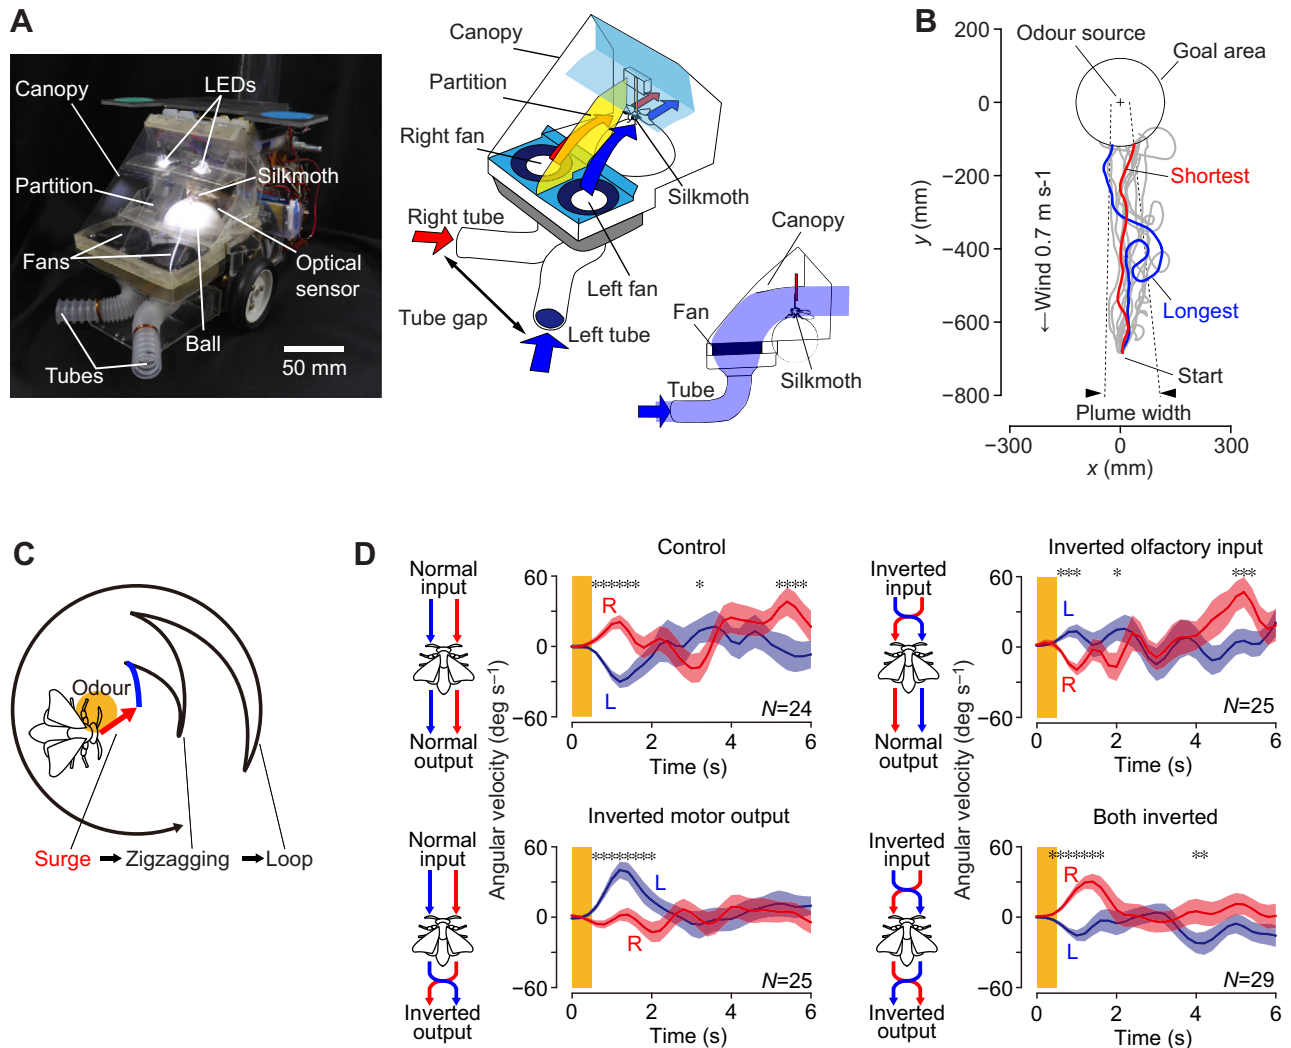 A
Canopy
LEDs
Partition
Silkmoth
Fans
Optical
sensor
Ball
Tubes
50 mm
Canopy
Partition
Right fan
Silkmoth
Right tube
Left fan
Tube gap
Left tube
Canopy
Fan
Tube
Silkmoth
B
200
0
−200
−400
−600
−800
y (mm)
Odour source
Goal area
Shortest
Longest
←Wind 0.7 m s-1
Start
Plume width
−300
0
300
x (mm)
C
Odour
Surge
Zigzagging
Loop
D
Control
Normal
input
Normal
output
Angular velocity (deg s−1)
60
0
−60
******
*
****
R
L
N=24
0
2
4
6
Time (s)
Inverted olfactory input
Inverted
input
Normal
output
Angular velocity (deg s−1)
60
0
−60
***
*
***
L
R
N=25
0
2
4
6
Time (s)
Inverted motor output
Normal
input
Inverted
output
60
0
−60
********
L
R
N=25
0
2
4
6
Time (s)
Both inverted
Inverted
input
Inverted
output
60
0
−60
*******
**
R
L
N=29
0
2
4
6
Time (s)